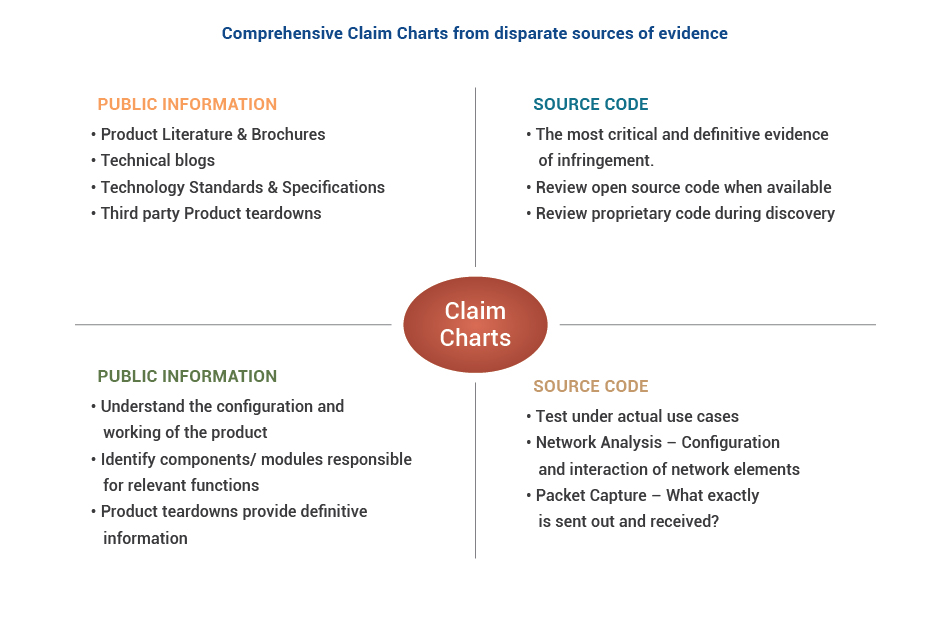 Comprehensive Claim Charts from disparate sources of evidence
PUBLIC INFORMATION
• Product Literature & Brochures
• Technical blogs
• Technology Standards & Specifications
• Third party Product teardowns
SOURCE CODE
• The most critical and definitive evidence
of infringement.
• Review open source code when available
• Review proprietary code during discovery
Claim
Charts
PUBLIC INFORMATION
• Understand the configuration and
working of the product
• Identify components/ modules responsible
for relevant functions
• Product teardowns provide definitive
information
SOURCE CODE
• Test under actual use cases
• Network Analysis – Configuration
and interaction of network elements
• Packet Capture – What exactly
is sent out and received?